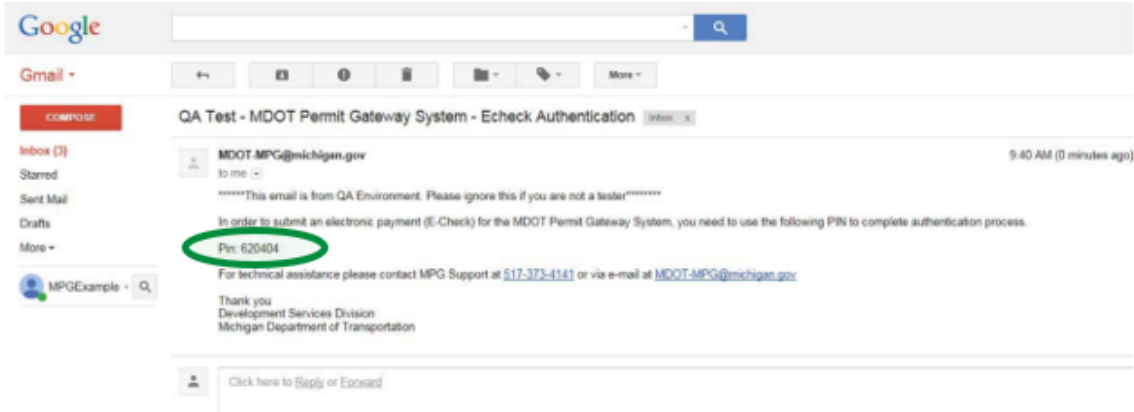 Google
Gmail
More
COMPOSE
QA Test - MDOT Permit Gateway System - Echeck Authentication Inbox x
Inbox (3)
Starred
Sent Mail
Drafts
More
MPGExample
MDOT-MPG@michigan.gov 9:40 AM (0 minutes ago)
to me
******This email is from QA Environment. Please ignore this if you are not a tester********
In order to submit an electronic payment (E-Check) for the MDOT Permit Gateway System, you need to use the following PIN to complete authentication process.
Pin: 620404
For technical assistance please contact MPG Support at 517-373-4141 or via e-mail at MDOT-MPG@michigan.gov
Thank you
Development Services Division
Michigan Department of Transportation
Click here to Reply or Forward